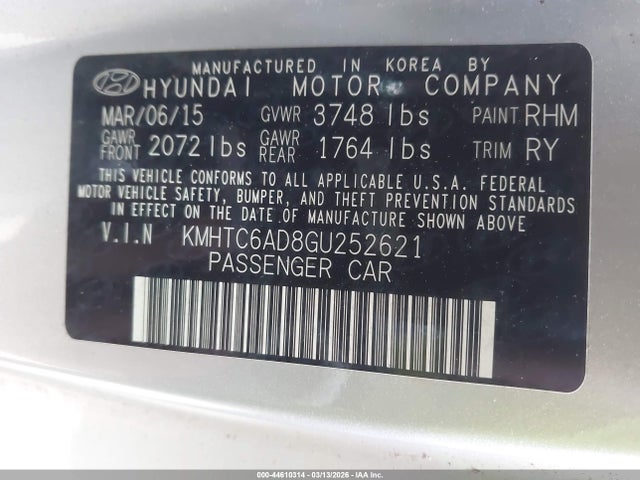 MANUFACTURED IN KOREA BY
HYUNDAI MOTOR COMPANY
MAR/06/15 GVWR 3748 lbs PAINT RHM
GAWR FRONT 2072 lbs GAWR REAR 1764 lbs TRIM RY
THIS VEHICLE CONFORMS TO ALL APPLICABLE U.S.A. FEDERAL
MOTOR VEHICLE SAFETY, BUMPER, AND THEFT PREVENTION STANDARDS
IN EFFECT ON THE DATE OF MANUFACTURE SHOWN ABOVE
V.I.N KMHTC6AD8GU252621
PASSENGER CAR
000-44610314 - 03/13/2026 - IAAI.CA